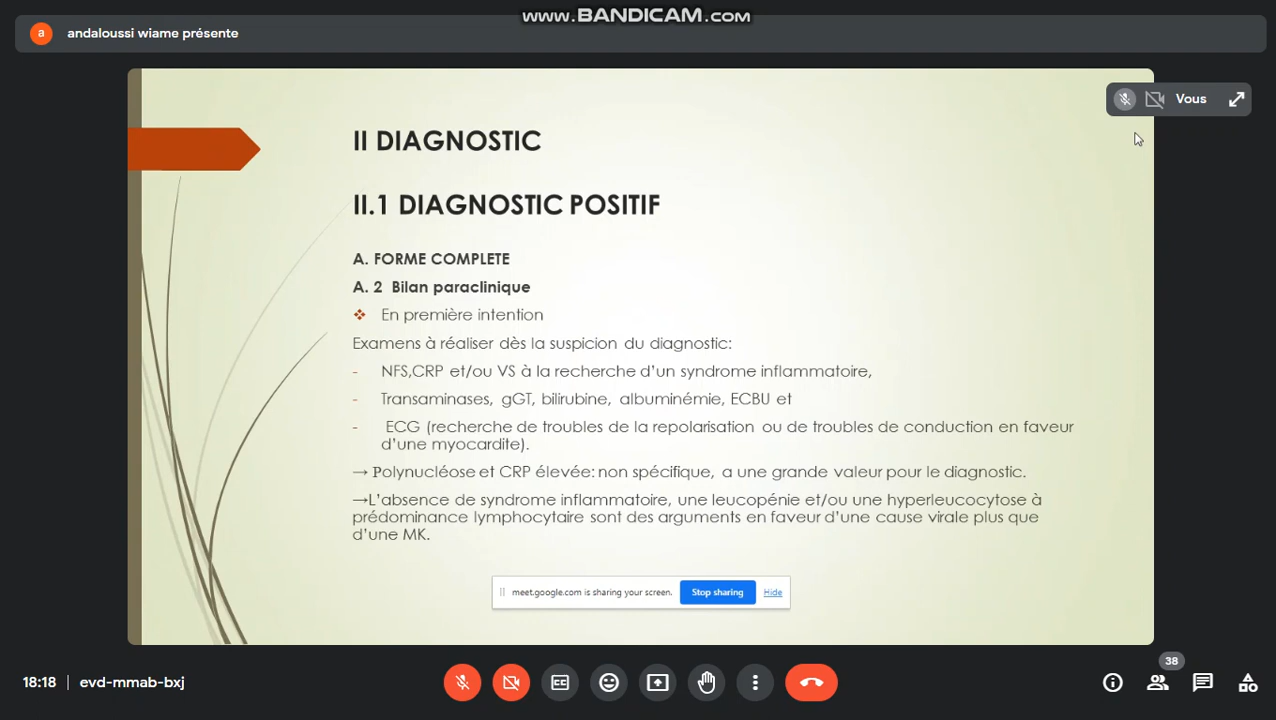 www.BANDICAM.com
a andaloussi wiame présente
Vous
II DIAGNOSTIC
II.1 DIAGNOSTIC POSITIF
A. FORME COMPLETE
A. 2 Bilan paraclinique
❖ En première intention
Examens à réaliser dès la suspicion du diagnostic:
- NFS,CRP et/ou VS à la recherche d'un syndrome inflammatoire,
- Transaminases, gGT, bilirubine, albuminémie, ECBU et
- ECG (recherche de troubles de la repolarisation ou de troubles de conduction en faveur
d'une myocardite).
→ Polynucléose et CRP élevée: non spécifique, a une grande valeur pour le diagnostic.
→L'absence de syndrome inflammatoire, une leucopénie et/ou une hyperleucocytose à
prédominance lymphocytaire sont des arguments en faveur d'une cause virale plus que
d'une MK.
meet.google.com is sharing your screen. Stop sharing Hide
38
18:18 | evd-mmab-bxj
CC